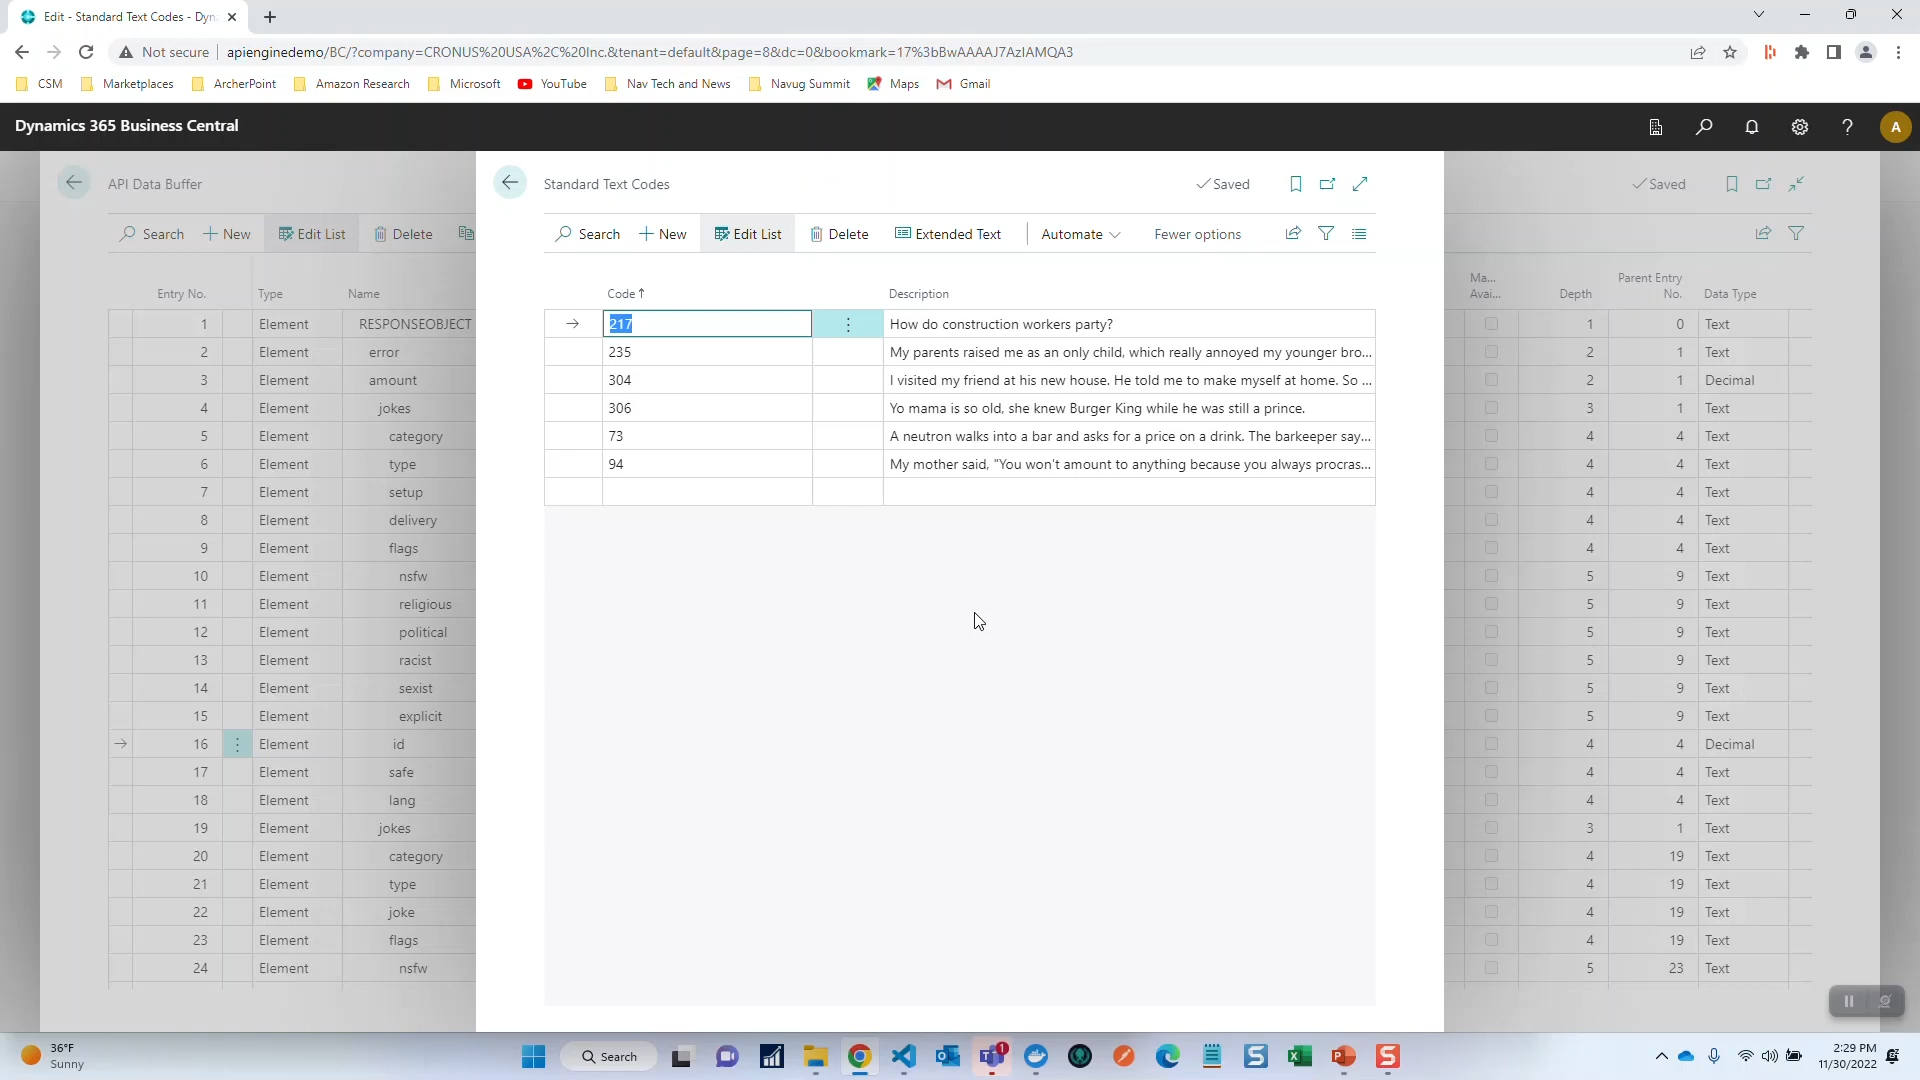 Edit - Standard Text Codes - Dyn
Not secure
apienginedemo/BC/?company=CRONUS%20USA%2C%20Inc.&tenant=default&page=8&dc=0&bookmark=17%3bBwAAAAJ7AzIAMQA3
CSM
Marketplaces
ArcherPoint
Amazon Research
Microsoft
YouTube
Nav Tech and News
Navug Summit
Maps
Gmail
Dynamics 365 Business Central
A
API Data Buffer
Standard Text Codes
Saved
Saved
Search
New
Edit List
Delete
Search
New
Edit List
Delete
Extended Text
Automate
Fewer options
Entry No.
Type
Name
Code ↑
Description
Ma...
Avai...
Depth
Parent Entry
No.
Data Type
1 Element RESPONSEOBJECT
217 How do construction workers party?
1 0 Text
2 Element error
235 My parents raised me as an only child, which really annoyed my younger bro...
2 1 Text
3 Element amount
304 I visited my friend at his new house. He told me to make myself at home. So ...
2 1 Decimal
4 Element jokes
306 Yo mama is so old, she knew Burger King while he was still a prince.
3 1 Text
5 Element category
73 A neutron walks into a bar and asks for a price on a drink. The barkeeper say...
4 4 Text
6 Element type
94 My mother said, "You won't amount to anything because you always procras...
4 4 Text
7 Element setup
4 4 Text
8 Element delivery
4 4 Text
9 Element flags
4 4 Text
10 Element nsfw
5 9 Text
11 Element religious
5 9 Text
12 Element political
5 9 Text
13 Element racist
5 9 Text
14 Element sexist
5 9 Text
15 Element explicit
5 9 Text
16 Element id
4 4 Decimal
17 Element safe
4 4 Text
18 Element lang
4 4 Text
19 Element jokes
3 1 Text
20 Element category
4 19 Text
21 Element type
4 19 Text
22 Element joke
4 19 Text
23 Element flags
4 19 Text
24 Element nsfw
5 23 Text
36°F
Sunny
Search
1
2:29 PM
11/30/2022